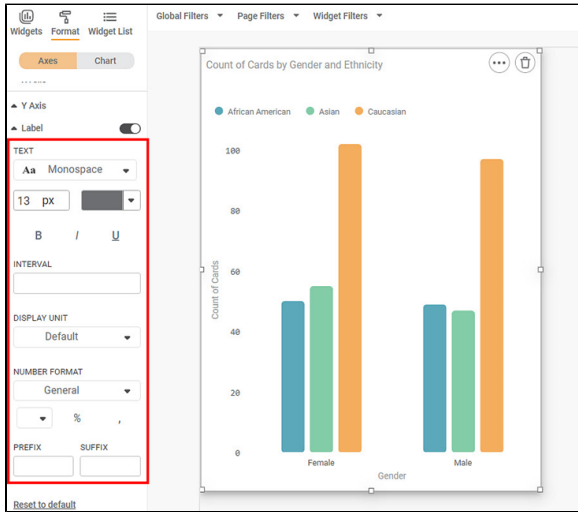 Global Filters Page Filters Widget Filters
Widgets Format Widget List
Axes Chart
Y Axis
Label
TEXT
Aa Monospace
13 px
B I U
INTERVAL
DISPLAY UNIT
Default
NUMBER FORMAT
General
% ,
PREFIX SUFFIX
Reset to default
Count of Cards by Gender and Ethnicity
African American Asian Caucasian
100
80
60
40
20
0
Count of Cards
Female Male
Gender